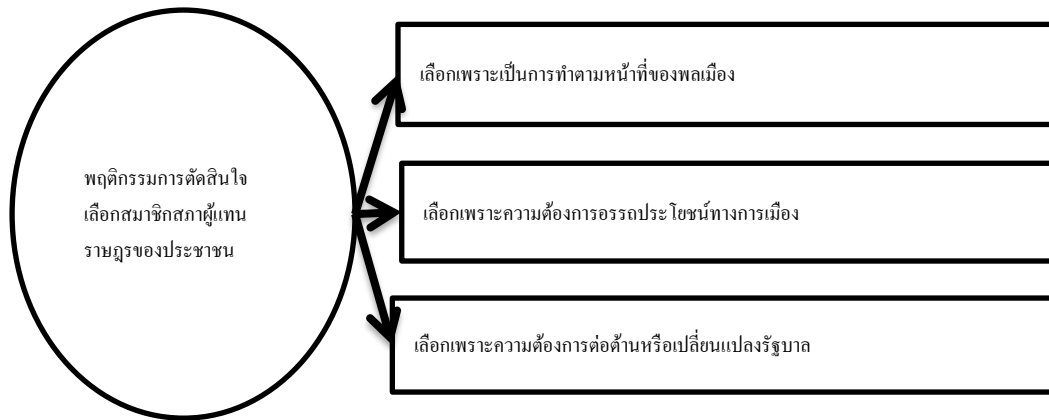 พฤติกรรมการตัดสินใจ
เลือกสมาชิกสภาผู้แทน
ราษฎรของประชาชน
เลือกเพราะเป็นการทำตามหน้าที่ของพลเมือง
เลือกเพราะความต้องการอรรถประโยชน์ทางการเมือง
เลือกเพราะความต้องการต่อต้านหรือเปลี่ยนแปลงรัฐบาล